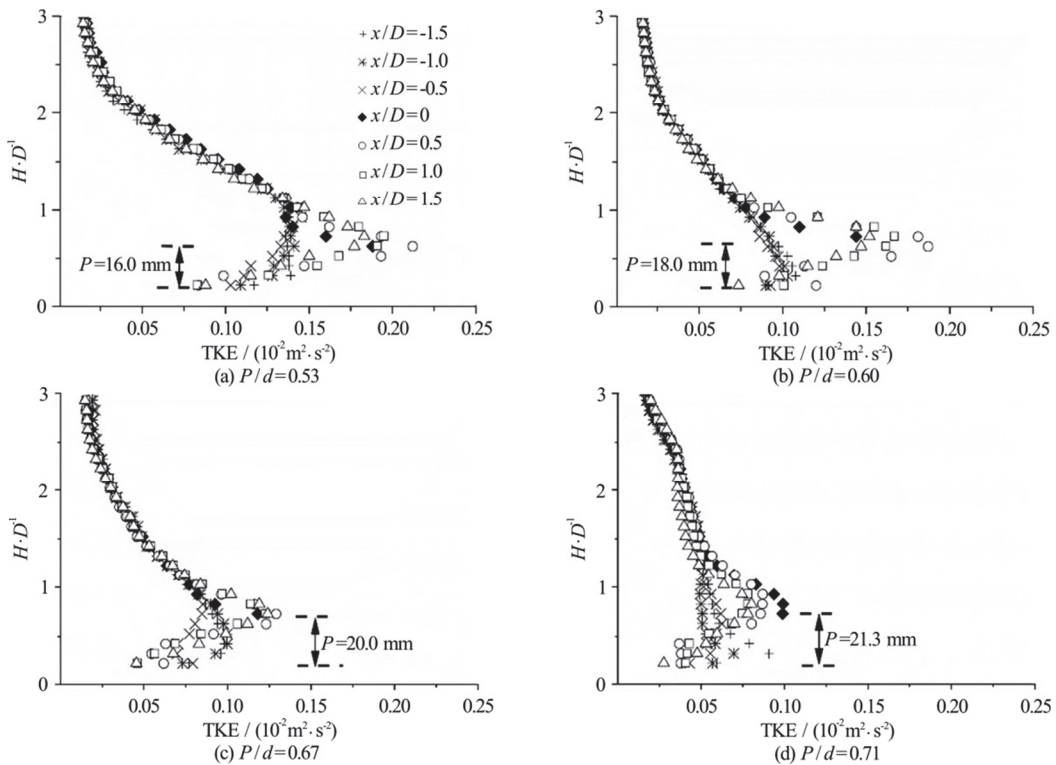 3
2
1
0
H·D⁻¹
x/D=-1.5
x/D=-1.0
x/D=-0.5
x/D=0
x/D=0.5
x/D=1.0
x/D=1.5
P=16.0 mm
0.05 0.10 0.15 0.20 0.25
TKE / (10⁻²m²·s⁻²)
(a) P/d=0.53
3
2
1
0
H·D⁻¹
P=18.0 mm
0.05 0.10 0.15 0.20 0.25
TKE / (10⁻²m²·s⁻²)
(b) P/d=0.60
3
2
1
0
H·D⁻¹
P=20.0 mm
0.05 0.10 0.15 0.20 0.25
TKE / (10⁻²m²·s⁻²)
(c) P/d=0.67
3
2
1
0
H·D⁻¹
P=21.3 mm
0.05 0.10 0.15 0.20 0.25
TKE / (10⁻²m²·s⁻²)
(d) P/d=0.71